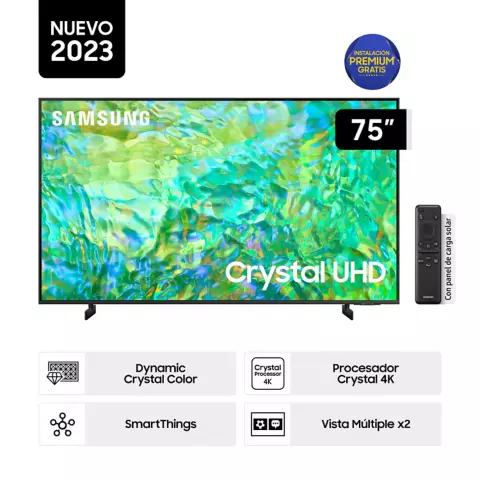 NUEVO
2023
INSTALACIÓN
PREMIUM
GRATIS
SAMSUNG
75”
Crystal UHD
Con panel de carga solar
SAMSUNG
Dynamic
Crystal Color
Crystal
Processor
4K
Procesador
Crystal 4K
SmartThings
Vista Múltiple x2